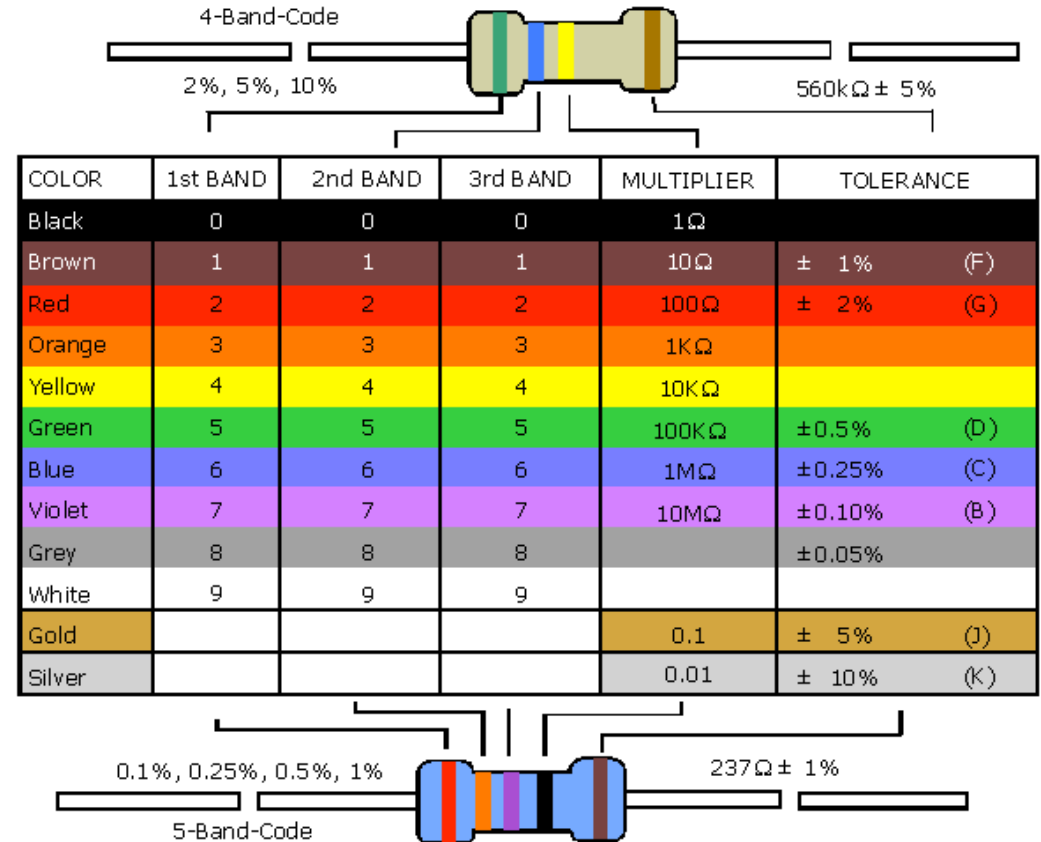 4-Band-Code
2%, 5%, 10%
560kΩ ± 5%
COLOR 1st BAND 2nd BAND 3rd BAND MULTIPLIER TOLERANCE
Black 0 0 0 1Ω
Brown 1 1 1 10Ω ± 1% (F)
Red 2 2 2 100Ω ± 2% (G)
Orange 3 3 3 1KΩ
Yellow 4 4 4 10KΩ
Green 5 5 5 100KΩ ±0.5% (D)
Blue 6 6 6 1MΩ ±0.25% (C)
Violet 7 7 7 10MΩ ±0.10% (B)
Grey 8 8 8 ±0.05%
White 9 9 9
Gold 0.1 ± 5% (J)
Silver 0.01 ± 10% (K)
0.1%, 0.25%, 0.5%, 1%
237Ω ± 1%
5-Band-Code